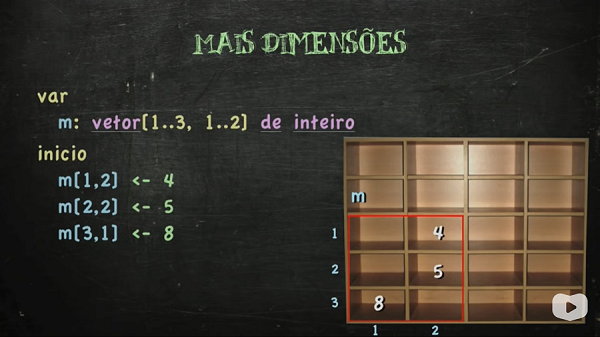 MAIS DIMENSÕES
var
m: vetor[1..3, 1..2] de inteiro
inicio
m[1,2] <- 4
m[2,2] <- 5
m[3,1] <- 8
m
1 4
2 5
3 8
1 2